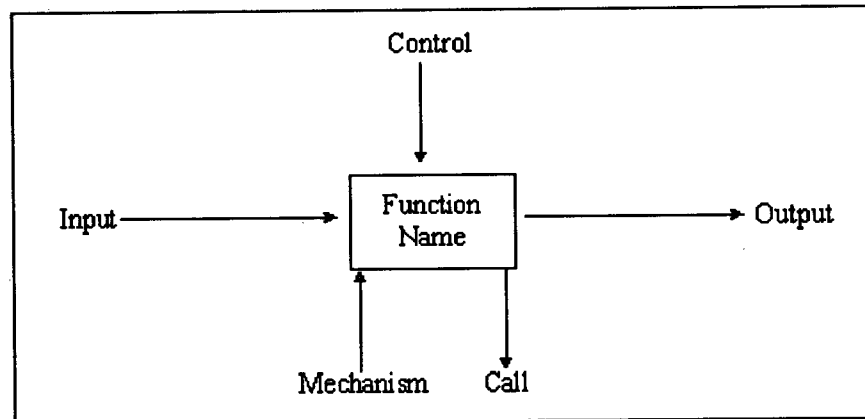 Control
Input
Function
Name
Output
Mechanism
Call